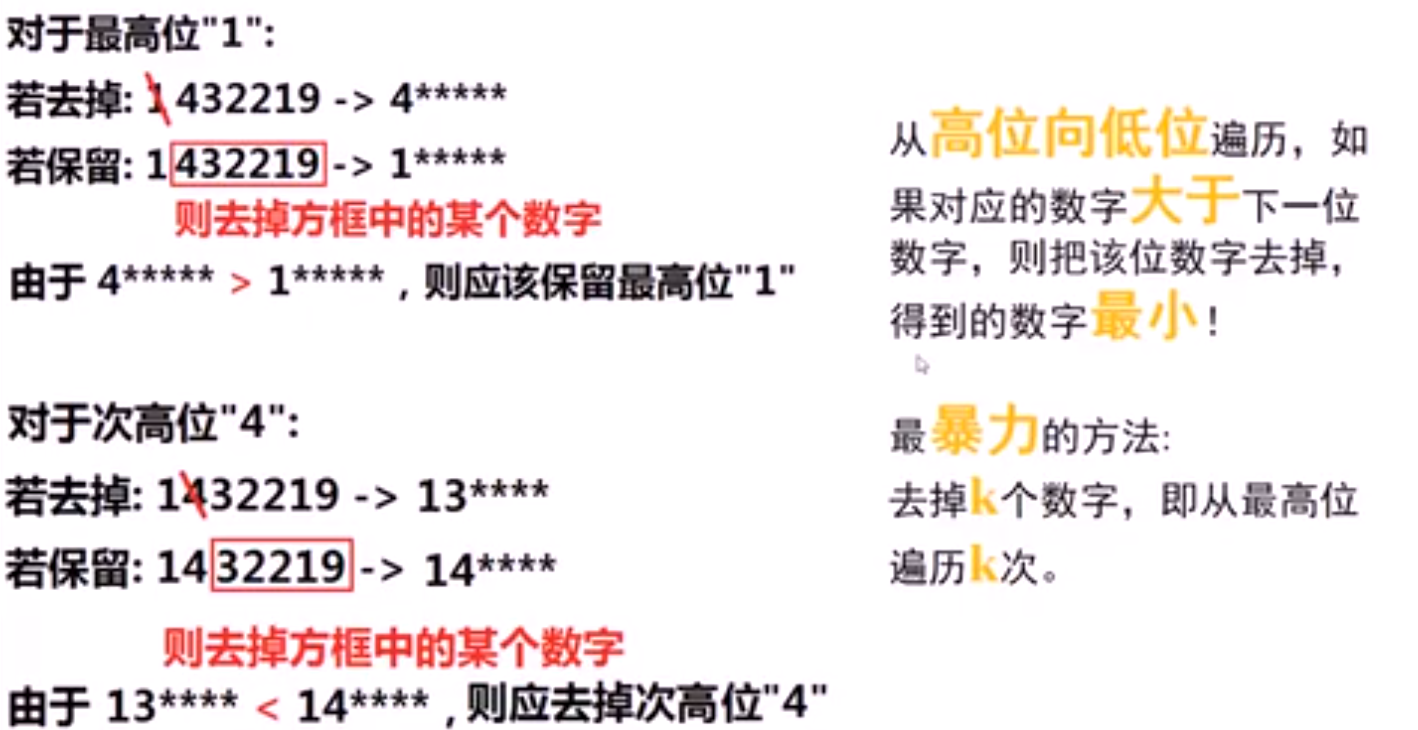 对于最高位"1":
若去掉: 1432219 -> 4*****
若保留: 1432219 -> 1*****
则去掉方框中的某个数字
由于 4***** > 1***** , 则应该保留最高位"1"
对于次高位"4":
若去掉: 1432219 -> 13****
若保留: 1432219 -> 14****
则去掉方框中的某个数字
由于 13**** < 14**** , 则应去掉次高位"4"
从高位向低位遍历，如
果对应的数字大于下一位
数字，则把该位数字去掉，
得到的数字最小！
最暴力的方法:
去掉k个数字，即从最高位
遍历k次。